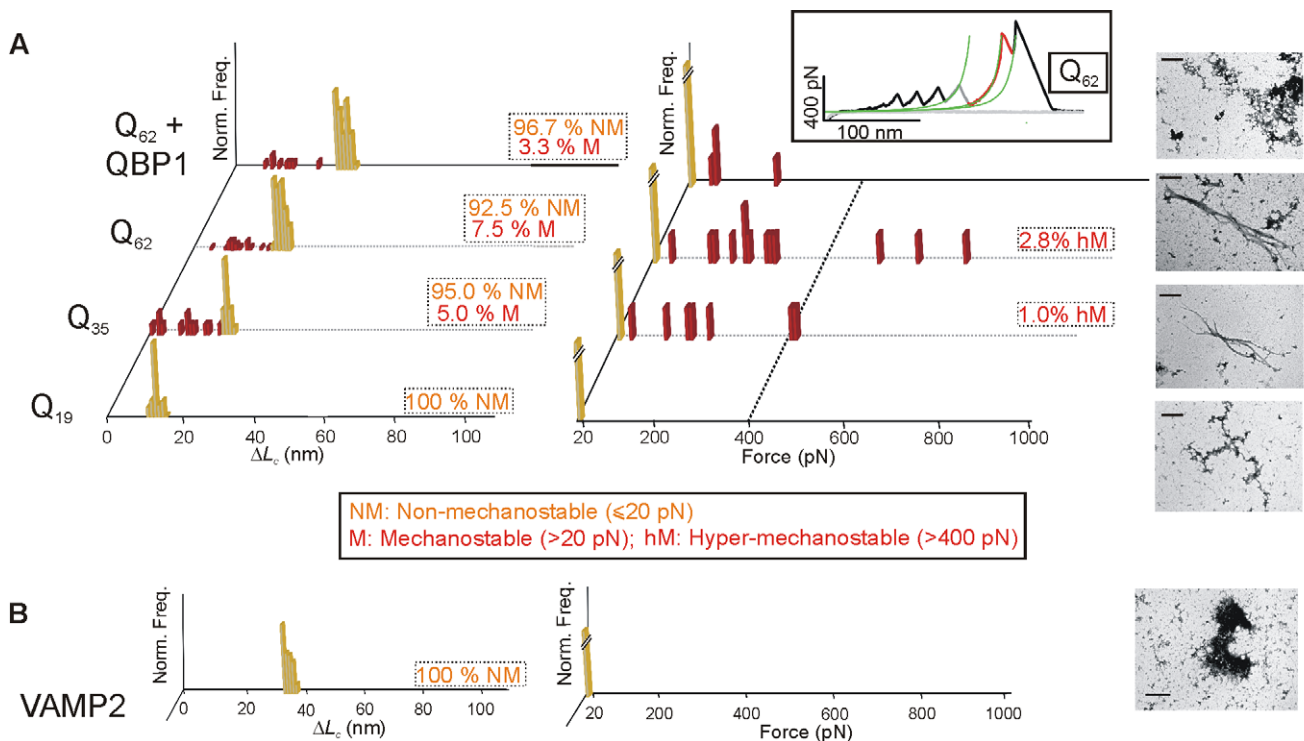 A
Norm. Freq.
Norm. Freq.
400 pN
100 nm
Q62
Q62 +
QBP1
96.7 % NM
3.3 % M
Q62
92.5 % NM
7.5 % M
2.8% hM
Q35
95.0 % NM
5.0 % M
1.0% hM
Q19
100 % NM
0 20 40 60 80 100
ΔLc (nm)
20 200 400 600 800 1000
Force (pN)
NM: Non-mechanostable (⩽20 pN)
M: Mechanostable (>20 pN); hM: Hyper-mechanostable (>400 pN)
B
Norm. Freq.
Norm. Freq.
VAMP2
100 % NM
0 20 40 60 80 100
ΔLc (nm)
20 200 400 600 800 1000
Force (pN)